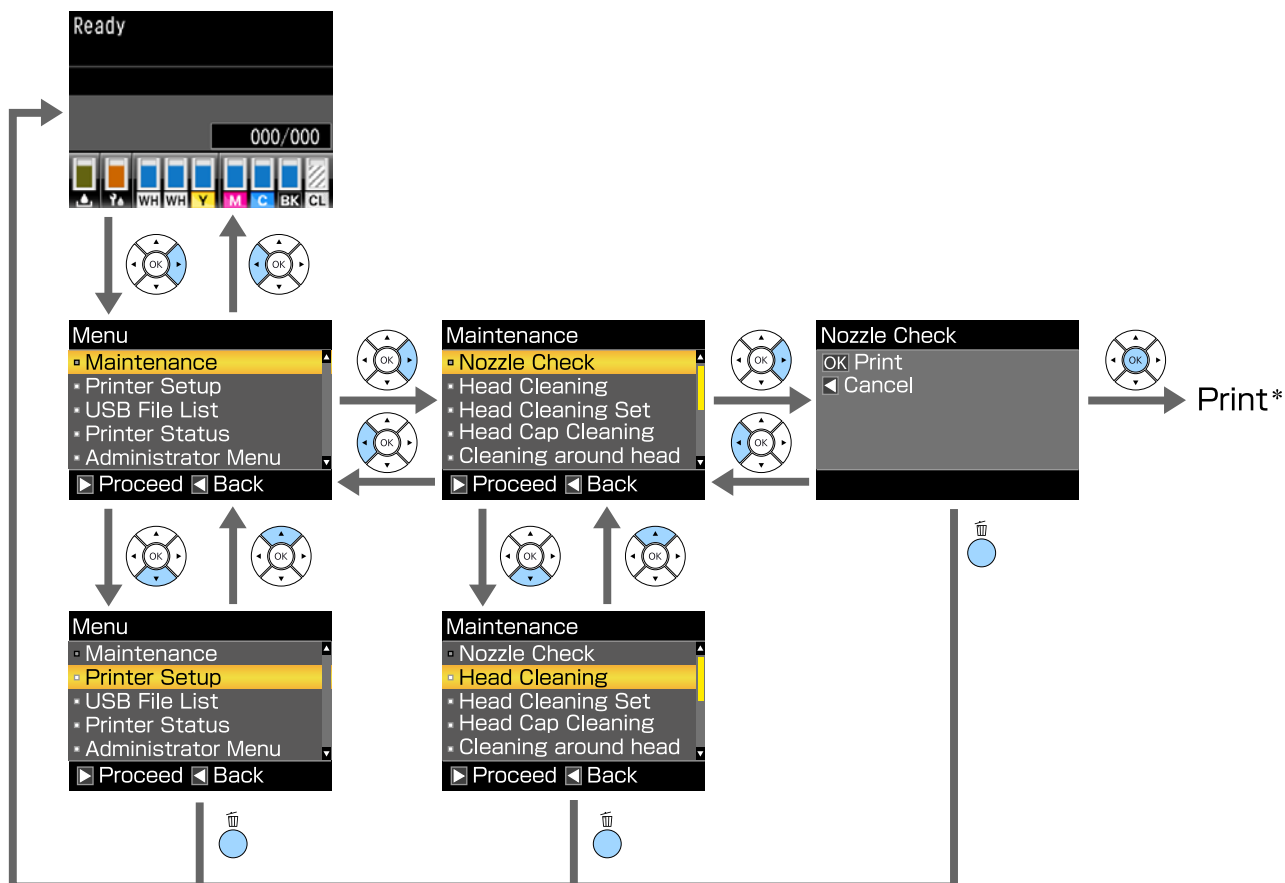 Ready
000/000
WH WH Y M C BK CL
OK
OK
Menu
Maintenance
Printer Setup
USB File List
Printer Status
Administrator Menu
Proceed Back
OK
OK
Maintenance
Nozzle Check
Head Cleaning
Head Cleaning Set
Head Cap Cleaning
Cleaning around head
Proceed Back
OK
OK
Nozzle Check
OK Print
Cancel
OK
Print*
OK
OK
OK
OK
Menu
Maintenance
Printer Setup
USB File List
Printer Status
Administrator Menu
Proceed Back
Maintenance
Nozzle Check
Head Cleaning
Head Cleaning Set
Head Cap Cleaning
Cleaning around head
Proceed Back